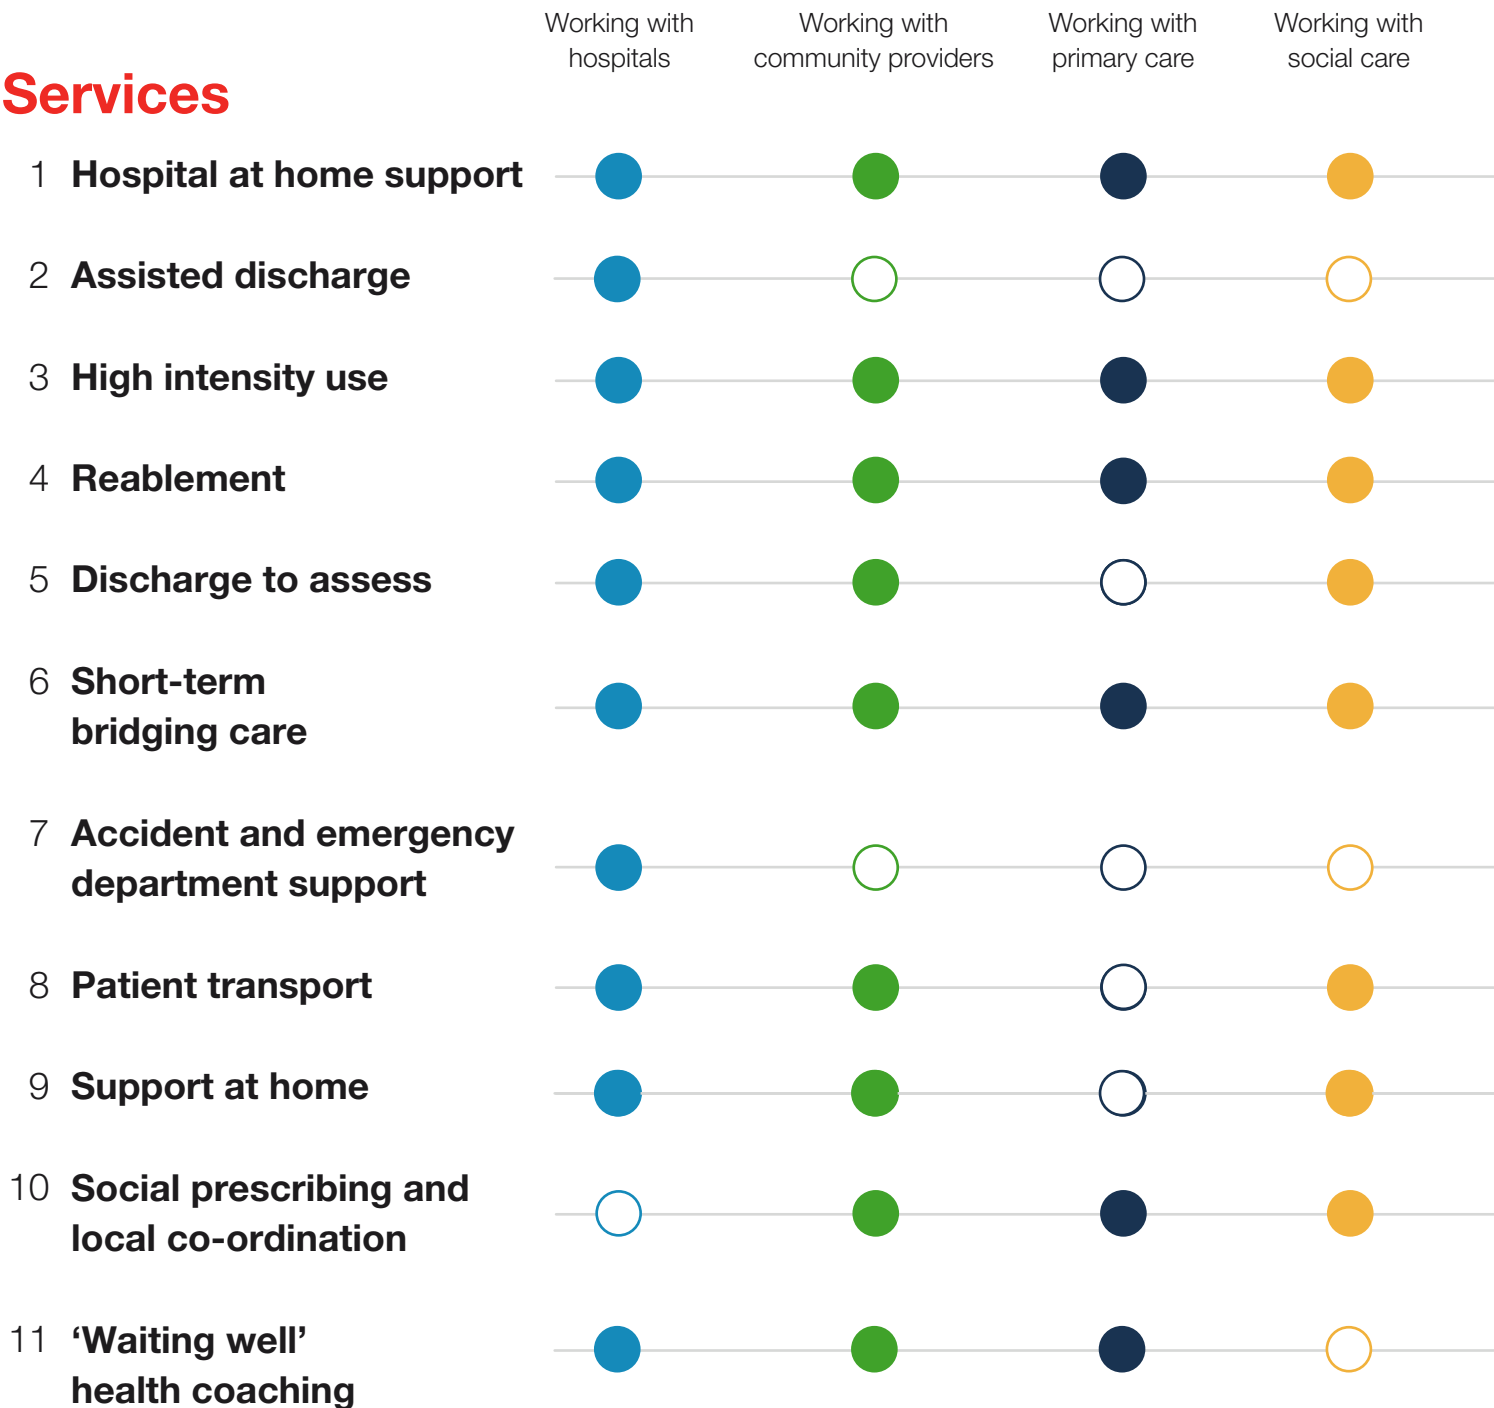 Working with
hospitals
Working with
community providers
Working with
primary care
Working with
social care
Services
1 Hospital at home support
2 Assisted discharge
3 High intensity use
4 Reablement
5 Discharge to assess
6 Short-term
bridging care
7 Accident and emergency
department support
8 Patient transport
9 Support at home
10 Social prescribing and
local co-ordination
11 ‘Waiting well’
health coaching